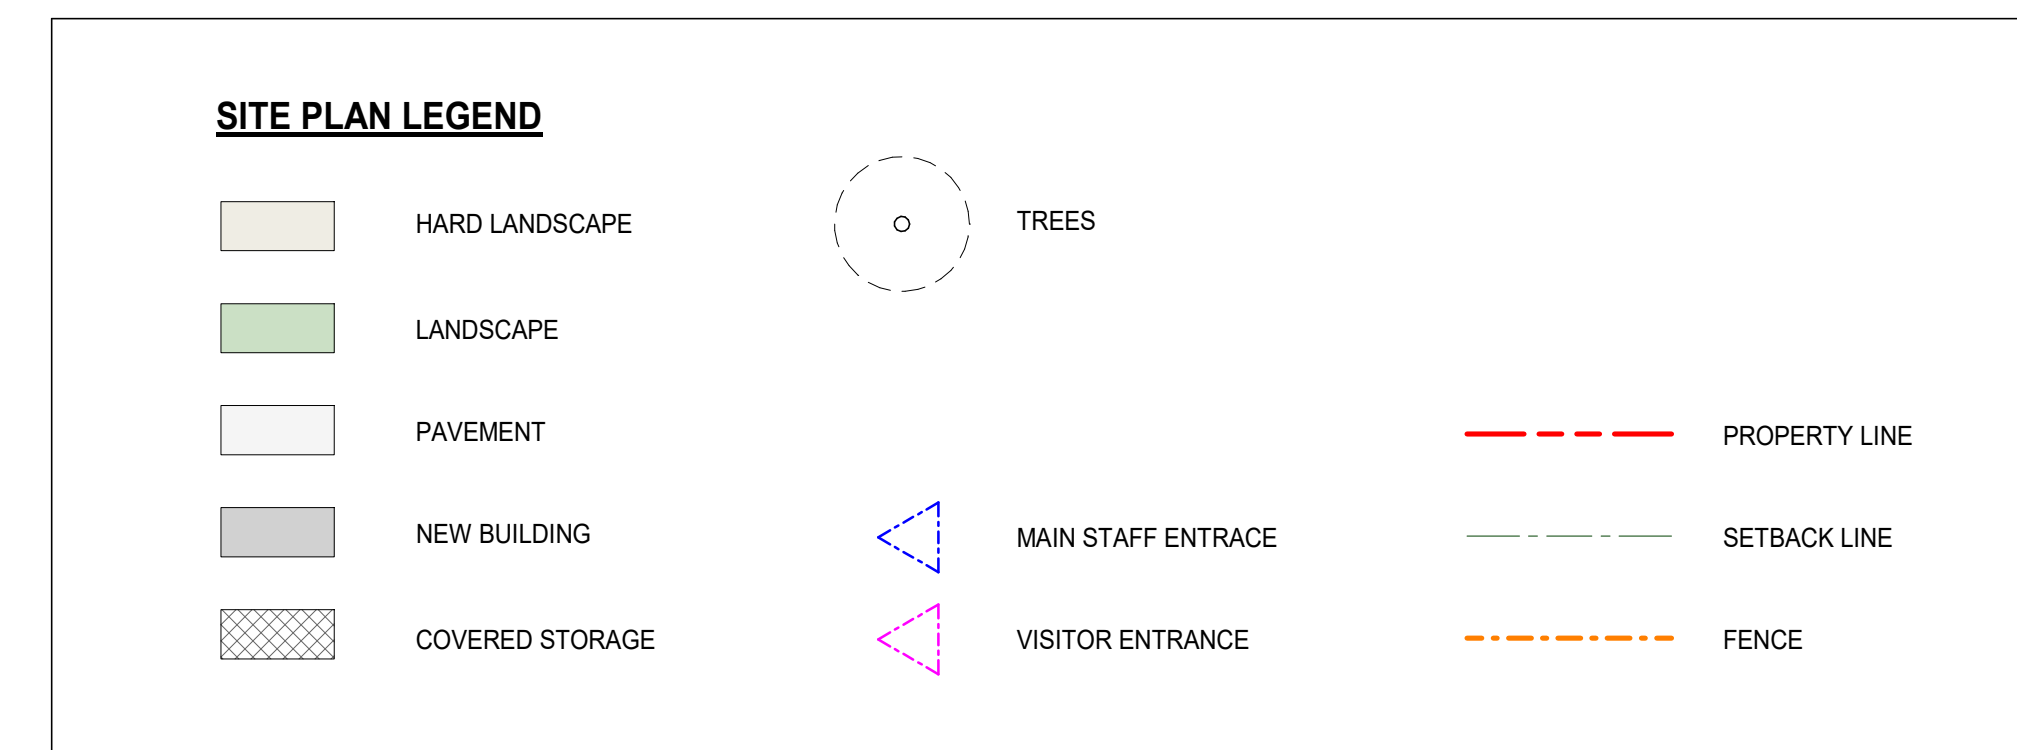 SITE PLAN LEGEND
HARD LANDSCAPE
LANDSCAPE
PAVEMENT
NEW BUILDING
COVERED STORAGE
TREES
MAIN STAFF ENTRACE
VISITOR ENTRANCE
PROPERTY LINE
SETBACK LINE
FENCE